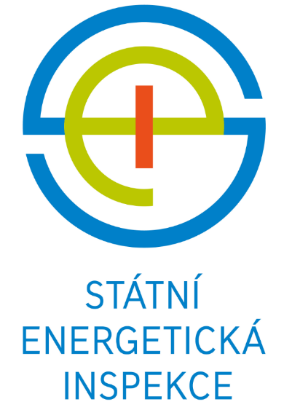 STÁTNÍ
ENERGETICKÁ
INSPEKCE